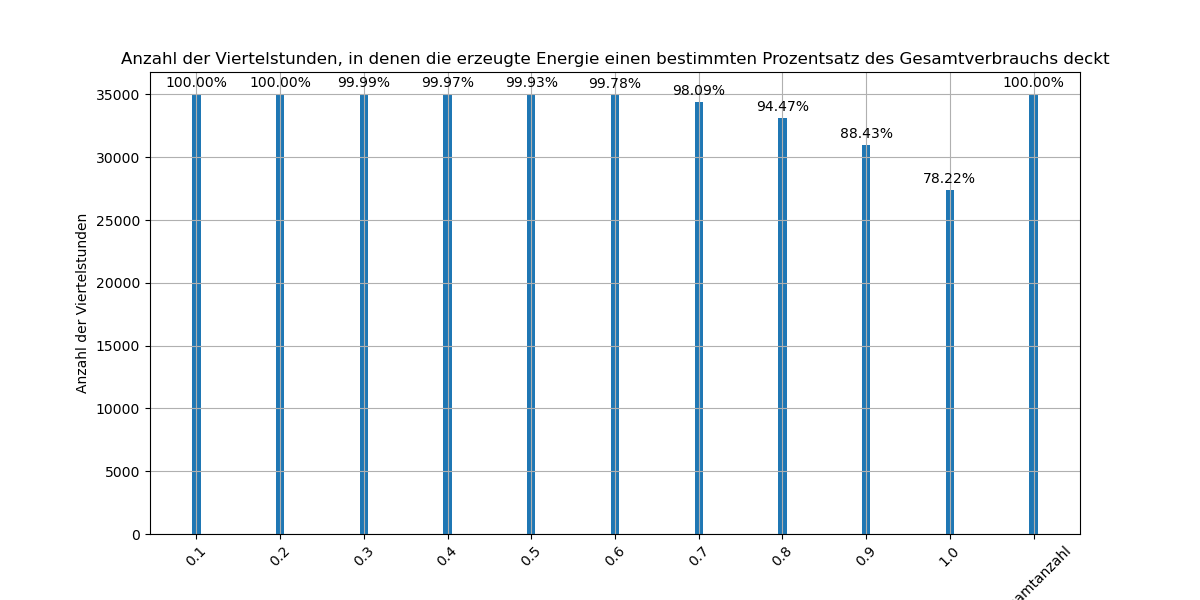 Anzahl der Viertelstunden, in denen die erzeugte Energie einen bestimmten Prozentsatz des Gesamtverbrauchs deckt
100.00% 100.00% 99.99% 99.97% 99.93% 99.78% 98.09% 94.47% 88.43% 78.22% 100.00%
Anzahl der Viertelstunden
35000
30000
25000
20000
15000
10000
5000
0
0.1 0.2 0.3 0.4 0.5 0.6 0.7 0.8 0.9 1.0